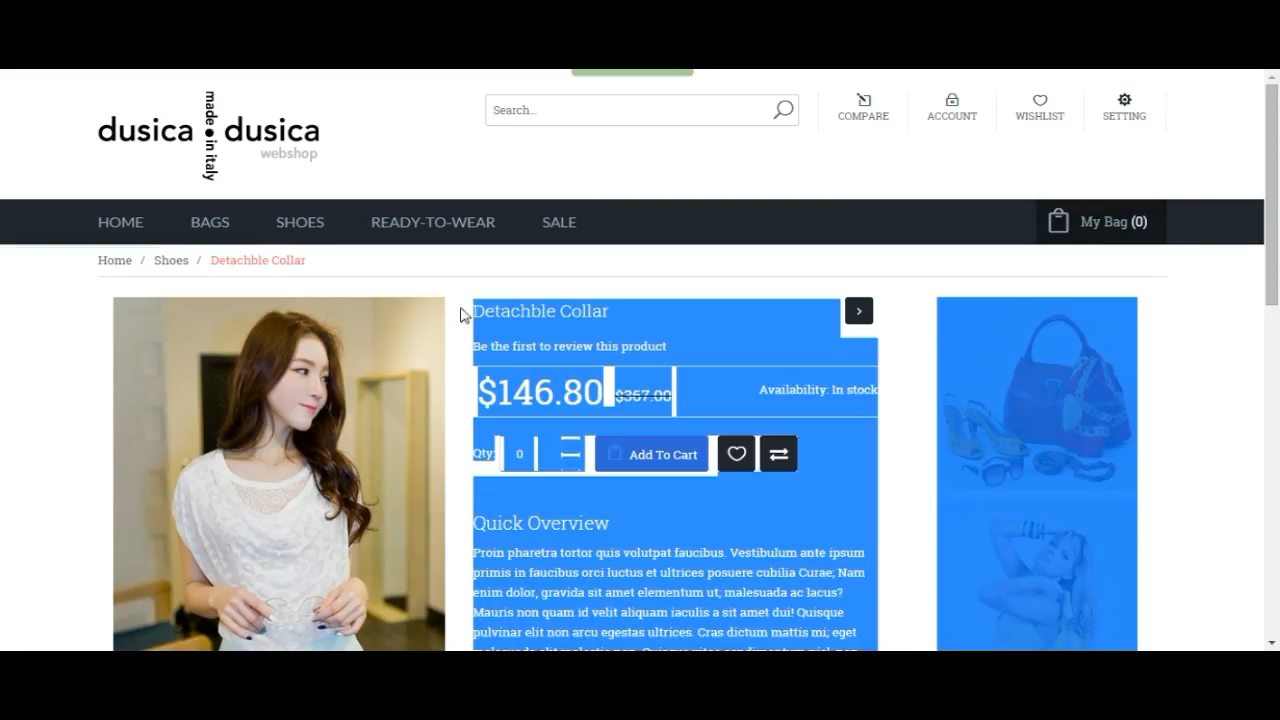 dusica made in italy dusica
webshop
Search...
COMPARE
ACCOUNT
WISHLIST
SETTING
HOME BAGS SHOES READY-TO-WEAR SALE
My Bag (0)
Home / Shoes / Detachble Collar
Detachble Collar
Be the first to review this product
$146.80 $367.00 Availability: In stock
Qty: 0 Add To Cart
Quick Overview
Proin pharetra tortor quis volutpat faucibus. Vestibulum ante ipsum
primis in faucibus orci luctus et ultrices posuere cubilia Curae; Nam
enim dolor, gravida sit amet elementum ut, malesuada ac lacus?
Mauris non quam id velit aliquam iaculis a sit amet dui! Quisque
pulvinar elit non arcu egestas ultrices. Cras dictum mattis mi; eget